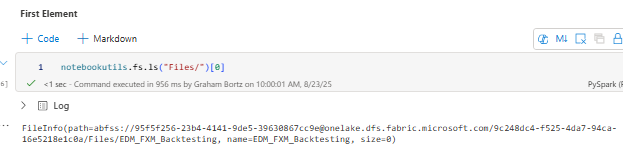 First Element
+ Code + Markdown M↓
1 notebookutils.fs.ls("Files/")[0]
6] <1 sec - Command executed in 956 ms by Graham Bortz on 10:00:01 AM, 8/23/25 PySpark (
> Log
FileInfo(path=abfss://95f5f256-23b4-4141-9de5-39630867cc9e@onelake.dfs.fabric.microsoft.com/9c248dc4-f525-4da7-94ca-
16e5218e1c0a/Files/EDM_FXM_Backtesting, name=EDM_FXM_Backtesting, size=0)